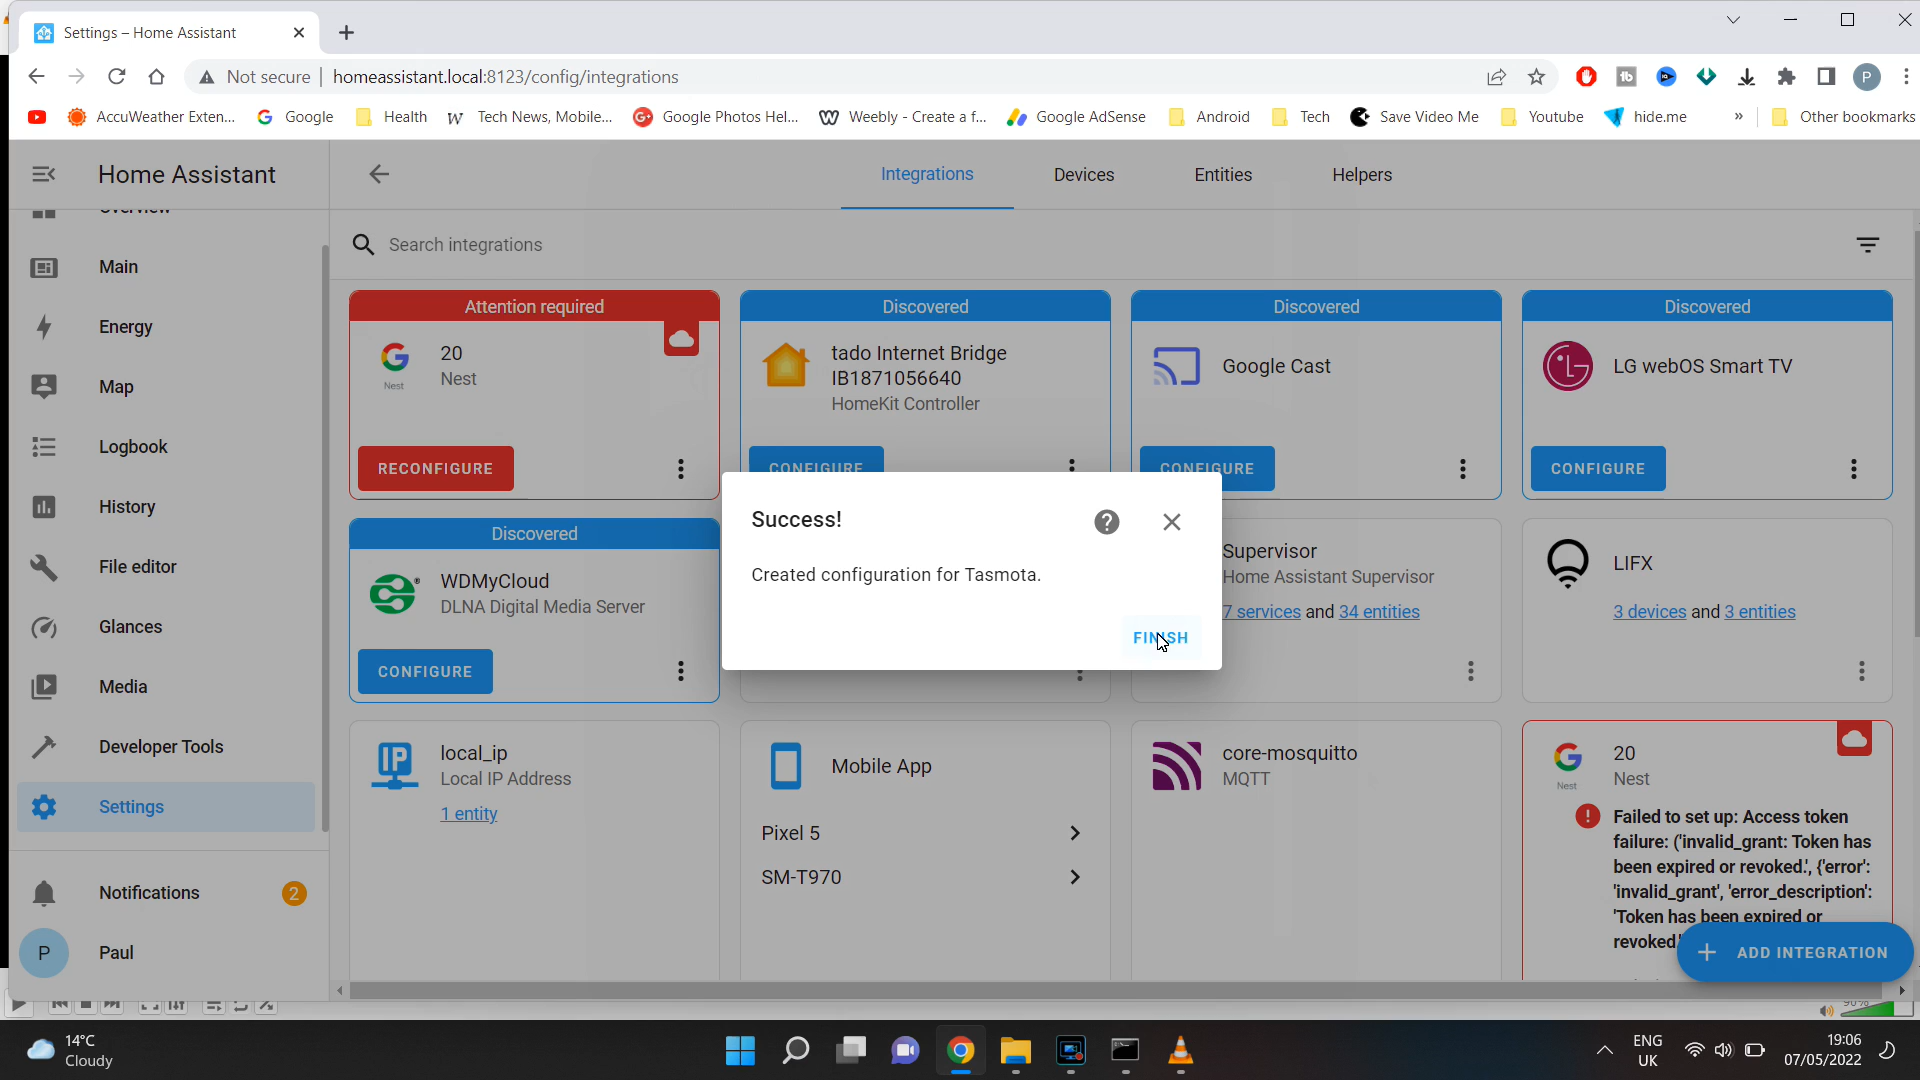 Settings – Home Assistant
Not secure
homeassistant.local:8123/config/integrations
P
AccuWeather Exten...
Google
Health
Tech News, Mobile...
Google Photos Hel...
Weebly - Create a f...
Google AdSense
Android
Tech
Save Video Me
Youtube
hide.me
»
Other bookmarks
Home Assistant
Integrations
Devices
Entities
Helpers
Overview
Main
Energy
Map
Logbook
History
File editor
Glances
Media
Developer Tools
Settings
Notifications
2
P
Paul
Search integrations
Attention required
20
Nest
Nest
RECONFIGURE
Discovered
tado Internet Bridge
IB1871056640
HomeKit Controller
CONFIGURE
Discovered
Google Cast
CONFIGURE
Discovered
LG webOS Smart TV
CONFIGURE
Discovered
WDMyCloud
DLNA Digital Media Server
CONFIGURE
Success!
Created configuration for Tasmota.
FINISH
Supervisor
Home Assistant Supervisor
7 services and 34 entities
LIFX
3 devices and 3 entities
IP
local_ip
Local IP Address
1 entity
Mobile App
Pixel 5
SM-T970
core-mosquitto
MQTT
20
Nest
Nest
Failed to set up: Access token
failure: ('invalid_grant: Token has
been expired or revoked.', {'error':
'invalid_grant', 'error_description':
'Token has been expired or
revoked.'
ADD INTEGRATION
90%
14°C
Cloudy
ENG
UK
19:06
07/05/2022